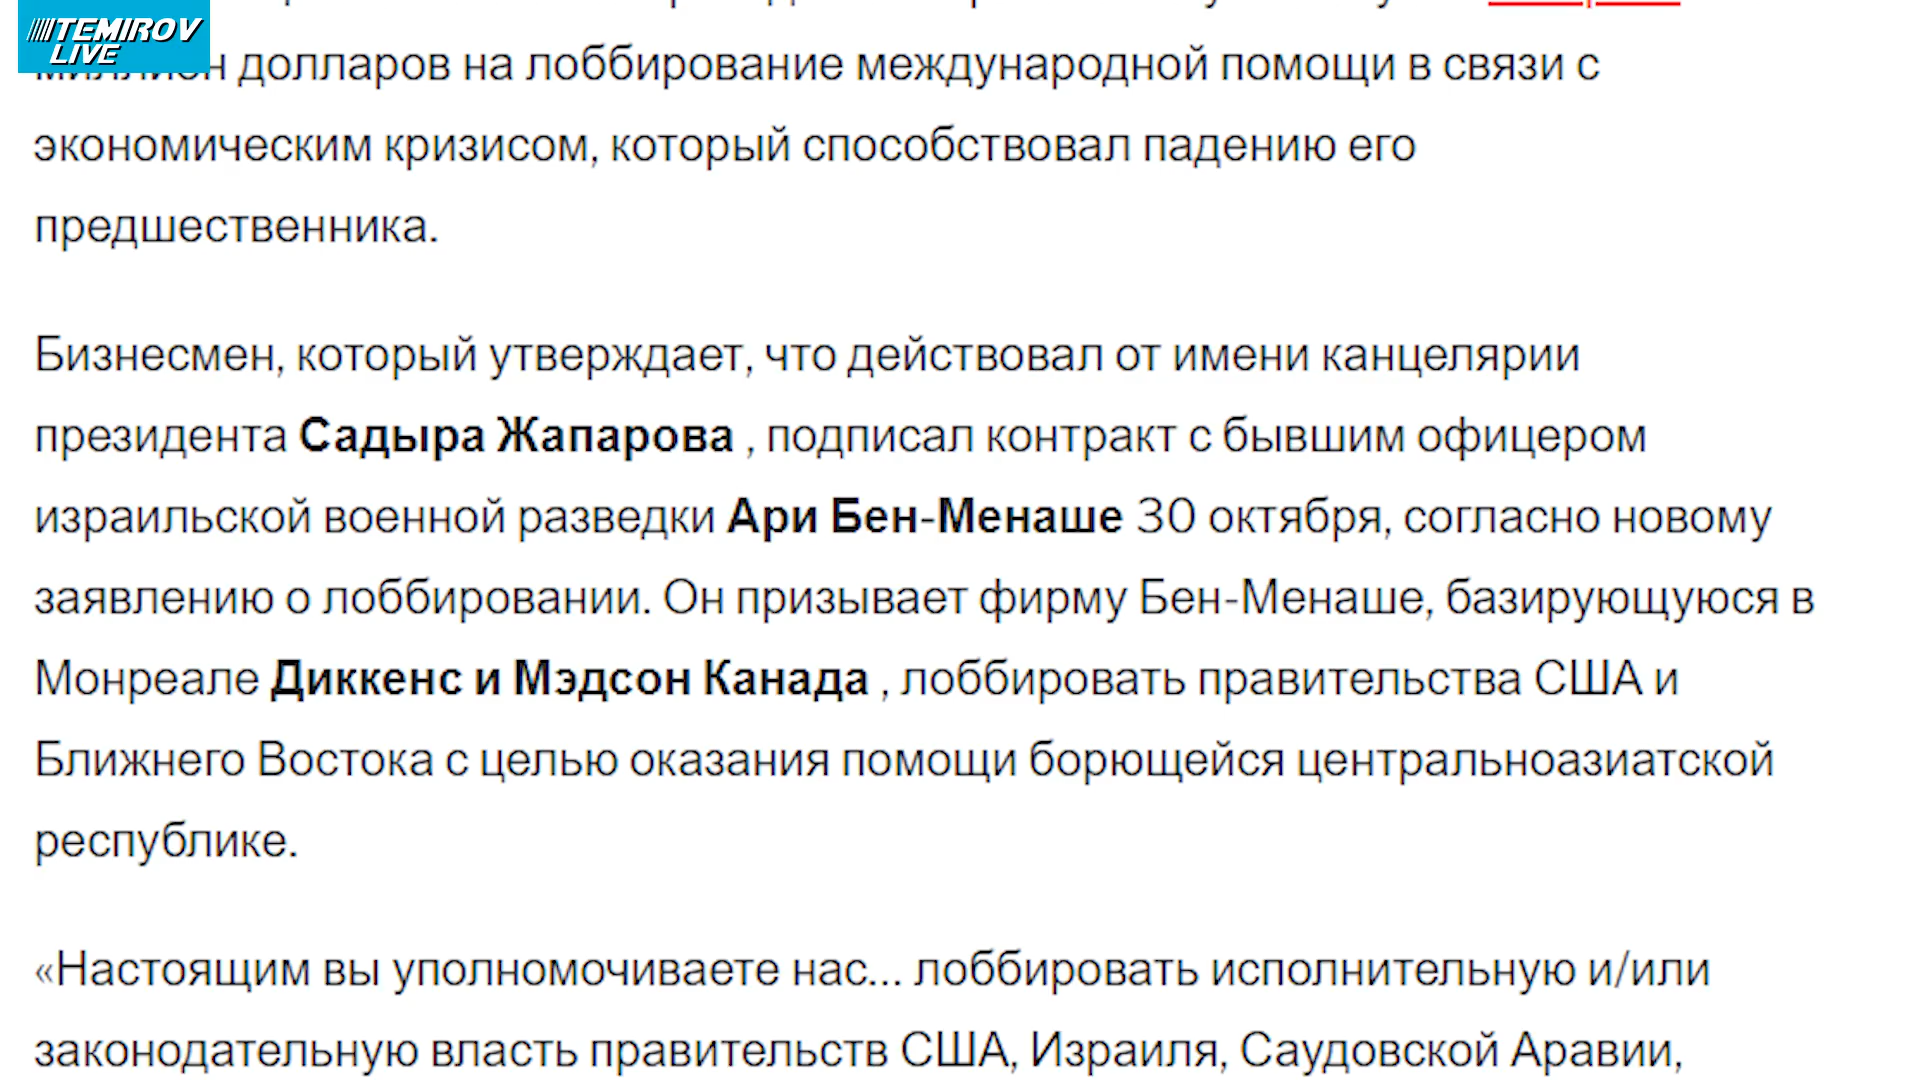 TEMIROV
LIVE
долларов на лоббирование международной помощи в связи с
экономическим кризисом, который способствовал падению его
предшественника.
Бизнесмен, который утверждает, что действовал от имени канцелярии
президента Садыра Жапарова , подписал контракт с бывшим офицером
израильской военной разведки Ари Бен-Менаше 30 октября, согласно новому
заявлению о лоббировании. Он призывает фирму Бен-Менаше, базирующуюся в
Монреале Диккенс и Мэдсон Канада , лоббировать правительства США и
Ближнего Востока с целью оказания помощи борющейся центральноазиатской
республике.
«Настоящим вы уполномочиваете нас... лоббировать исполнительную и/или
законодательную власть правительств США, Израиля, Саудовской Аравии,